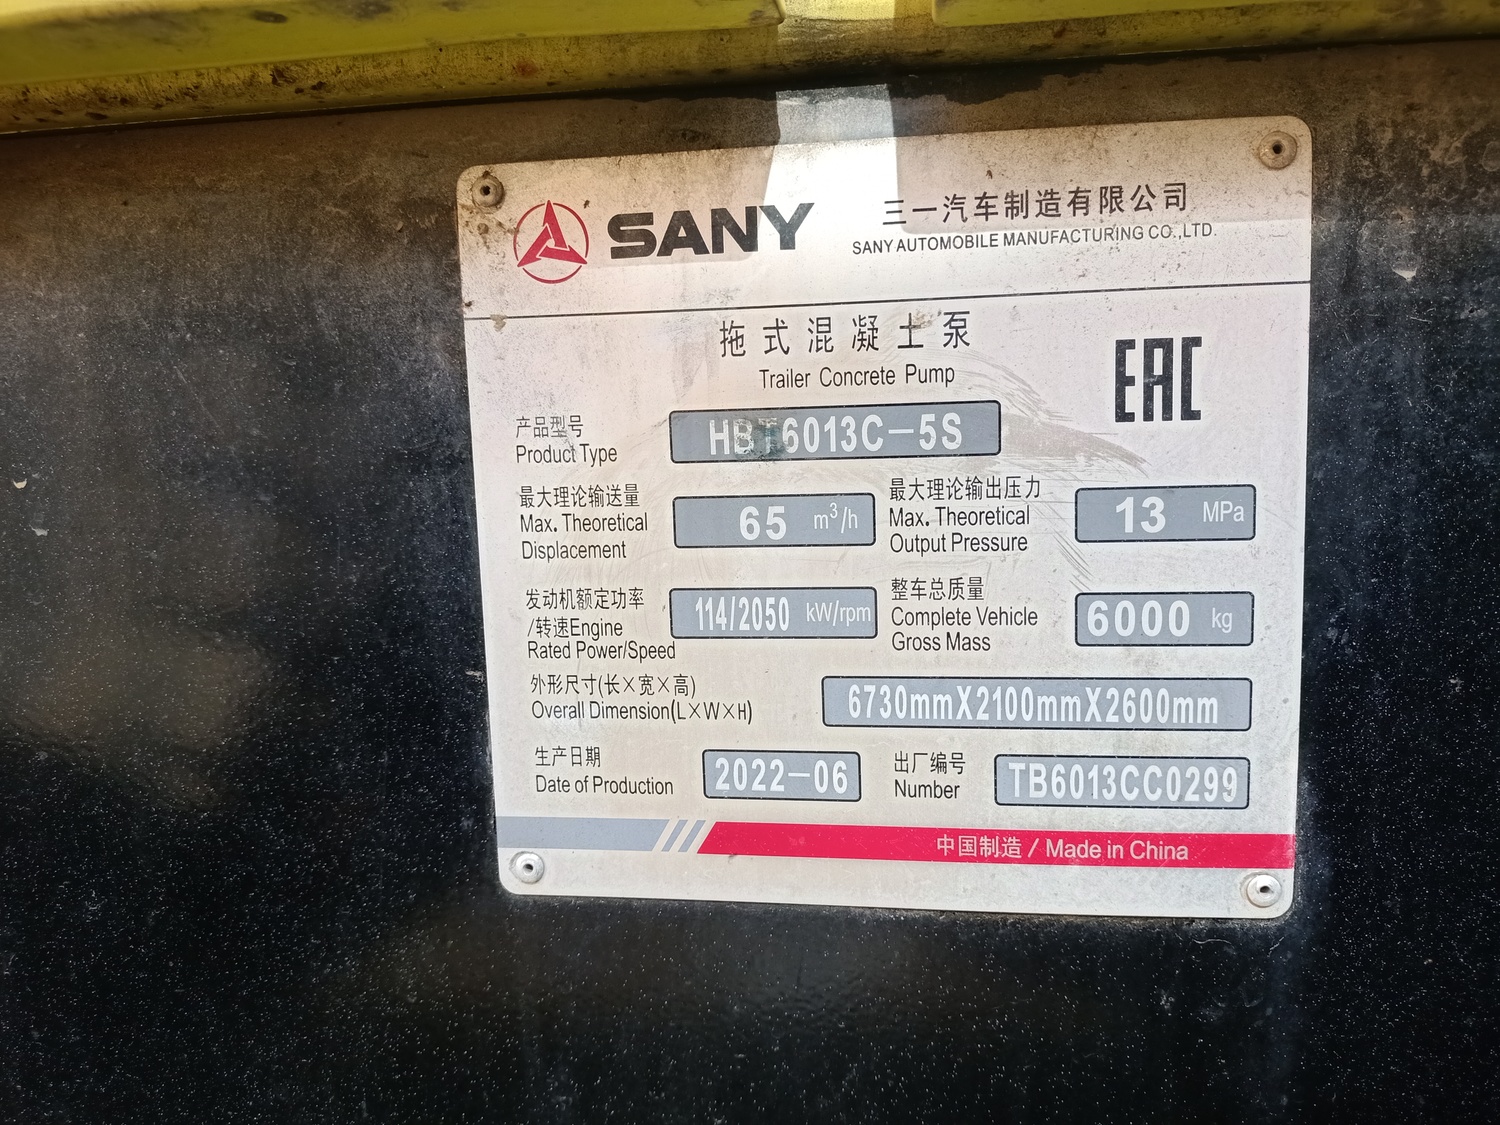 SANY
三一汽车制造有限公司
SANY AUTOMOBILE MANUFACTURING CO.,LTD.
拖式混凝土泵
Trailer Concrete Pump
EAC
产品型号
Product Type
HBT6013C-5S
最大理论输送量
Max. Theoretical
Displacement
65 m³/h
最大理论输出压力
Max. Theoretical
Output Pressure
13 MPa
发动机额定功率
/转速Engine
Rated Power/Speed
114/2050 kW/rpm
整车总质量
Complete Vehicle
Gross Mass
6000 kg
外形尺寸(长×宽×高)
Overall Dimension(L×W×H)
6730mmX2100mmX2600mm
生产日期
Date of Production
2022-06
出厂编号
Number
TB6013CC0299
中国制造 / Made in China